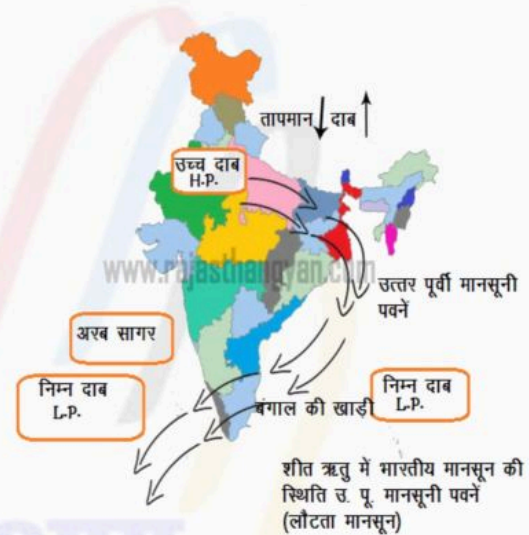 तापमान दाब
उच्च दाब
H.P.
www.rajasthangyan.com
उत्तर पूर्वी मानसूनी
पवनें
अरब सागर
निम्न दाब
L.P.
निम्न दाब
L.P.
बंगाल की खाड़ी
शीत ऋतु में भारतीय मानसून की
स्थिति उ. पू. मानसूनी पवनें
(लौटता मानसून)